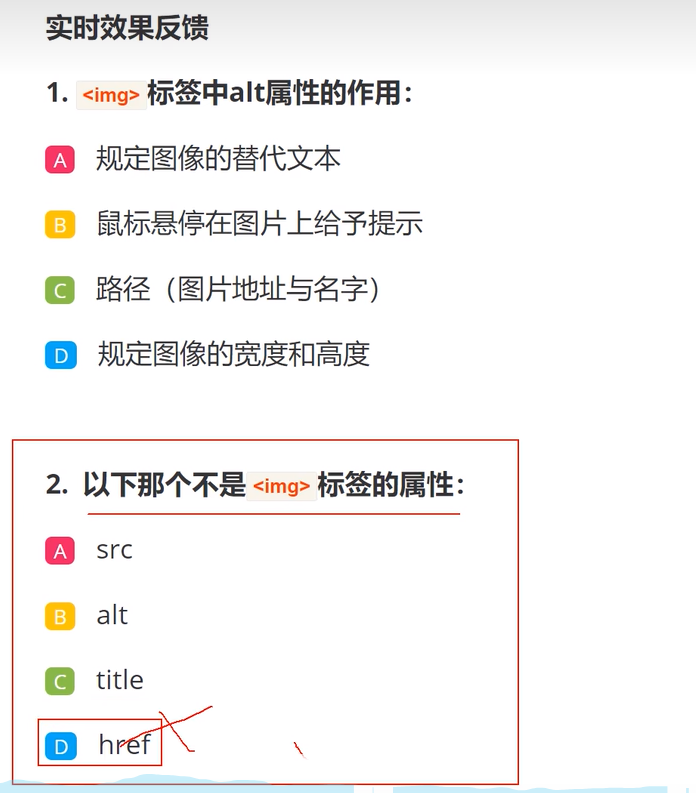 实时效果反馈
1. <img>标签中alt属性的作用：
A 规定图像的替代文本
B 鼠标悬停在图片上给予提示
C 路径（图片地址与名字）
D 规定图像的宽度和高度
2. 以下那个不是<img>标签的属性：
A src
B alt
C title
D href